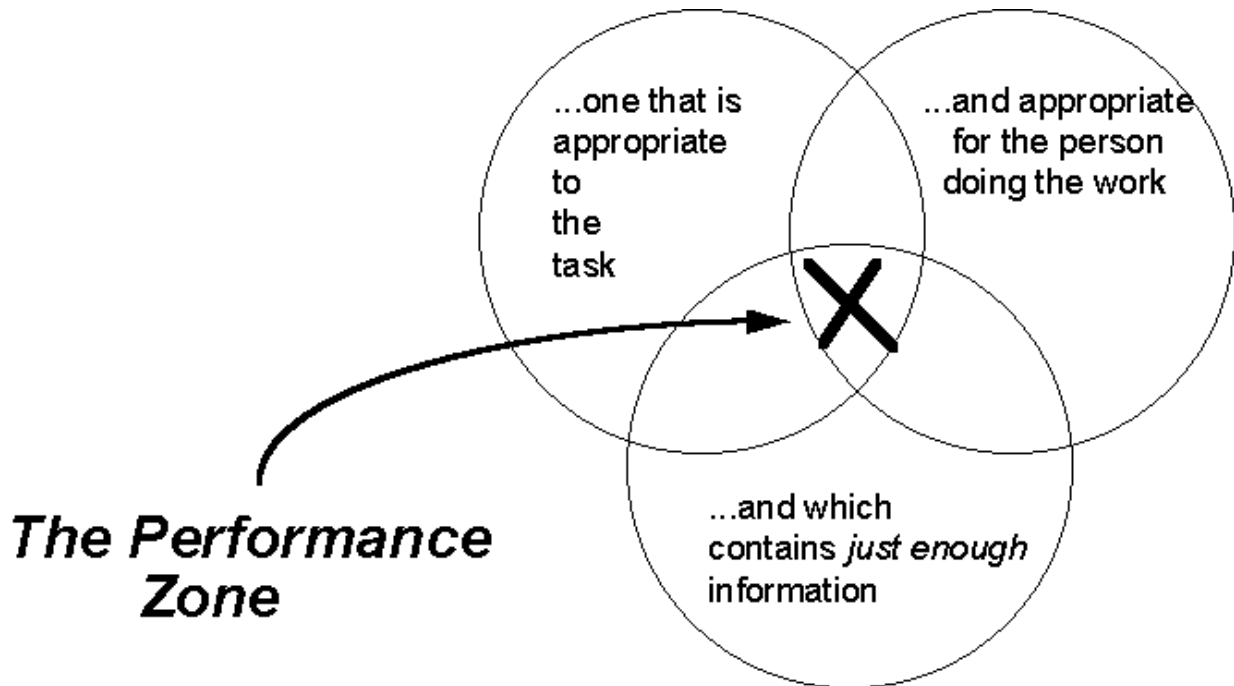 ...one that is
appropriate
to
the
task
...and appropriate
for the person
doing the work
The Performance
Zone
...and which
contains just enough
information